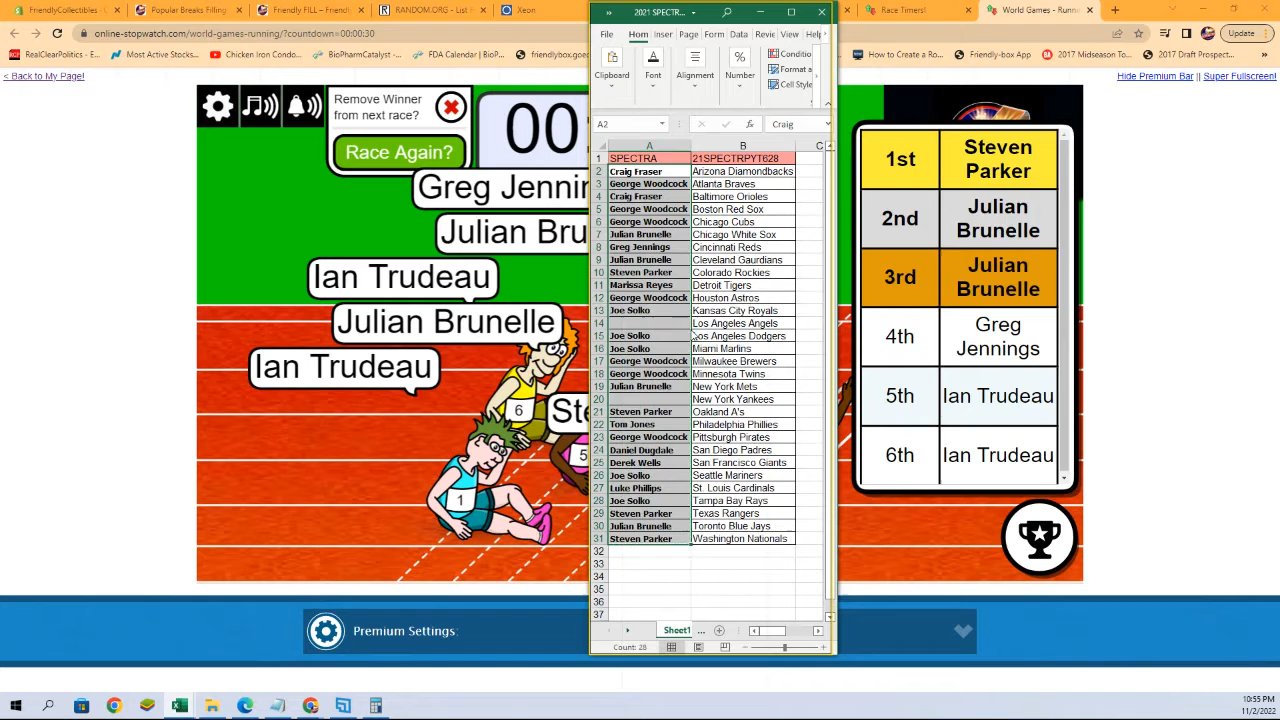 FriendlyCollectibles - D
Popular Breaks Filling
Friendly FILL – Friendly
RANDOM.ORG - List R
Xeon
2021 SPECTR...
Race Timers!
World Games - Runne
online-stopwatch.com/world-games-running/?countdown=00:00:30
Update
RealClearPolitics
Most Active Stocks...
Chicken Iron Condo...
BioPharmCatalyst
FDA Calendar | BioP
friendlyboxge
How to Create a Ro...
Friendly-box App
2017 Midseason To...
2017 Draft Prospect...
< Back to My Page!
Hide Premium Bar || Super Fullscreen!
Remove Winner
from next race?
Race Again?
00
Greg Jenni
Julian Bru
Ian Trudeau
Julian Brunelle
Ian Trudeau
Ste
6
5
1
Hom
Inser
Page
Form
Data
Revie
View
Help
Clipboard
Font
Alignment
Number
Conditio
Format a
Cell Style
A2
Craig
A B C
1 SPECTRA 21SPECTRPYT628
2 Craig Fraser Arizona Diamondbacks
3 George Woodcock Atlanta Braves
4 Craig Fraser Baltimore Orioles
5 George Woodcock Boston Red Sox
6 George Woodcock Chicago Cubs
7 Julian Brunelle Chicago White Sox
8 Greg Jennings Cincinnati Reds
9 Julian Brunelle Cleveland Gaurdians
10 Steven Parker Colorado Rockies
11 Marissa Reyes Detroit Tigers
12 George Woodcock Houston Astros
13 Joe Solko Kansas City Royals
14 Los Angeles Angels
15 Joe Solko Los Angeles Dodgers
16 Joe Solko Miami Marlins
17 George Woodcock Milwaukee Brewers
18 George Woodcock Minnesota Twins
19 Julian Brunelle New York Mets
20 New York Yankees
21 Steven Parker Oakland A's
22 Tom Jones Philadelphia Phillies
23 George Woodcock Pittsburgh Pirates
24 Daniel Dugdale San Diego Padres
25 Derek Wells San Francisco Giants
26 Joe Solko Seattle Mariners
27 Luke Phillips St. Louis Cardinals
28 Joe Solko Tampa Bay Rays
29 Steven Parker Texas Rangers
30 Julian Brunelle Toronto Blue Jays
31 Steven Parker Washington Nationals
32
33
34
35
36
37
Sheet1 ...
Count: 28
1st Steven Parker
2nd Julian Brunelle
3rd Julian Brunelle
4th Greg Jennings
5th Ian Trudeau
6th Ian Trudeau
Premium Settings:
10:55 PM
11/2/2022